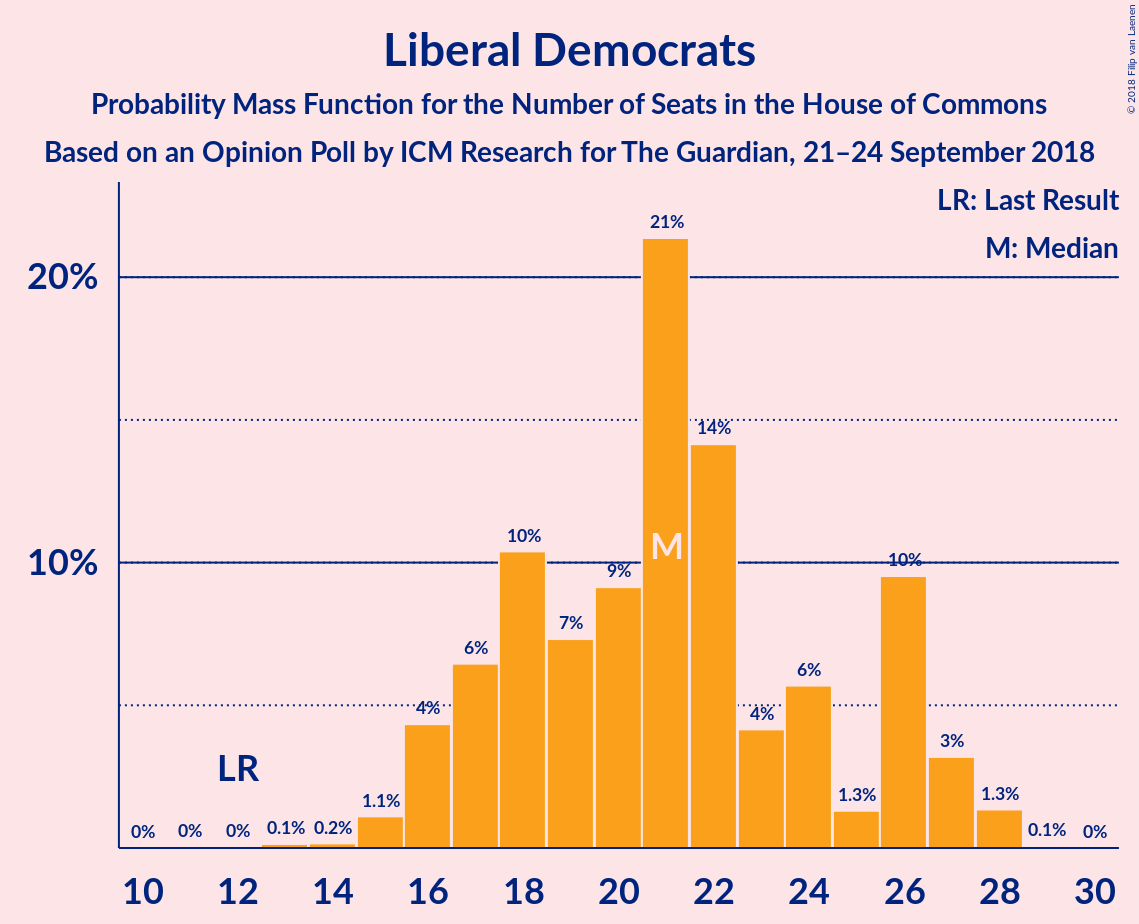 © 2018 Filip van Laenen
Liberal Democrats
Probability Mass Function for the Number of Seats in the House of Commons
Based on an Opinion Poll by ICM Research for The Guardian, 21–24 September 2018
LR: Last Result
M: Median
20%
10%
0% 0% 0% 0.1% 0.2% 1.1% 4% 6% 10% 7% 9% 21% 14% 4% 6% 1.3% 10% 3% 1.3% 0.1% 0%
LR
M
10 12 14 16 18 20 22 24 26 28 30